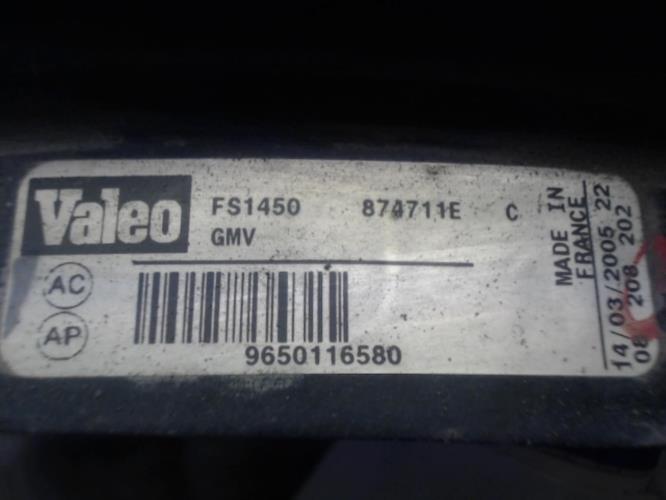 Valeo FS1450 874711E C
GMV
AC
AP
9650116580
MADE IN
FRANCE
14/03/2005 22
08 208 202